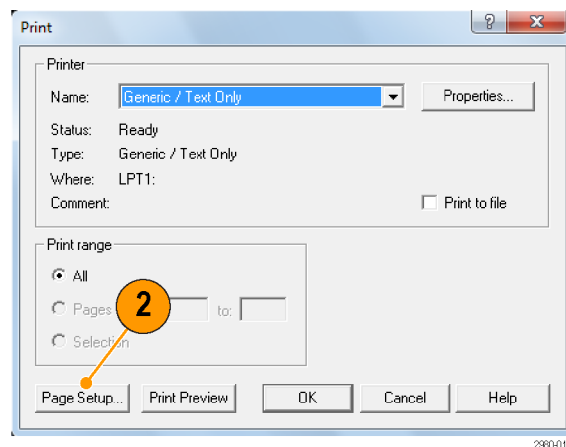 Print
Printer
Name: Generic / Text Only Properties...
Status: Ready
Type: Generic / Text Only
Where: LPT1:
Comment: Print to file
Print range
All
Pages 2 to:
Selection
Page Setup... Print Preview OK Cancel Help